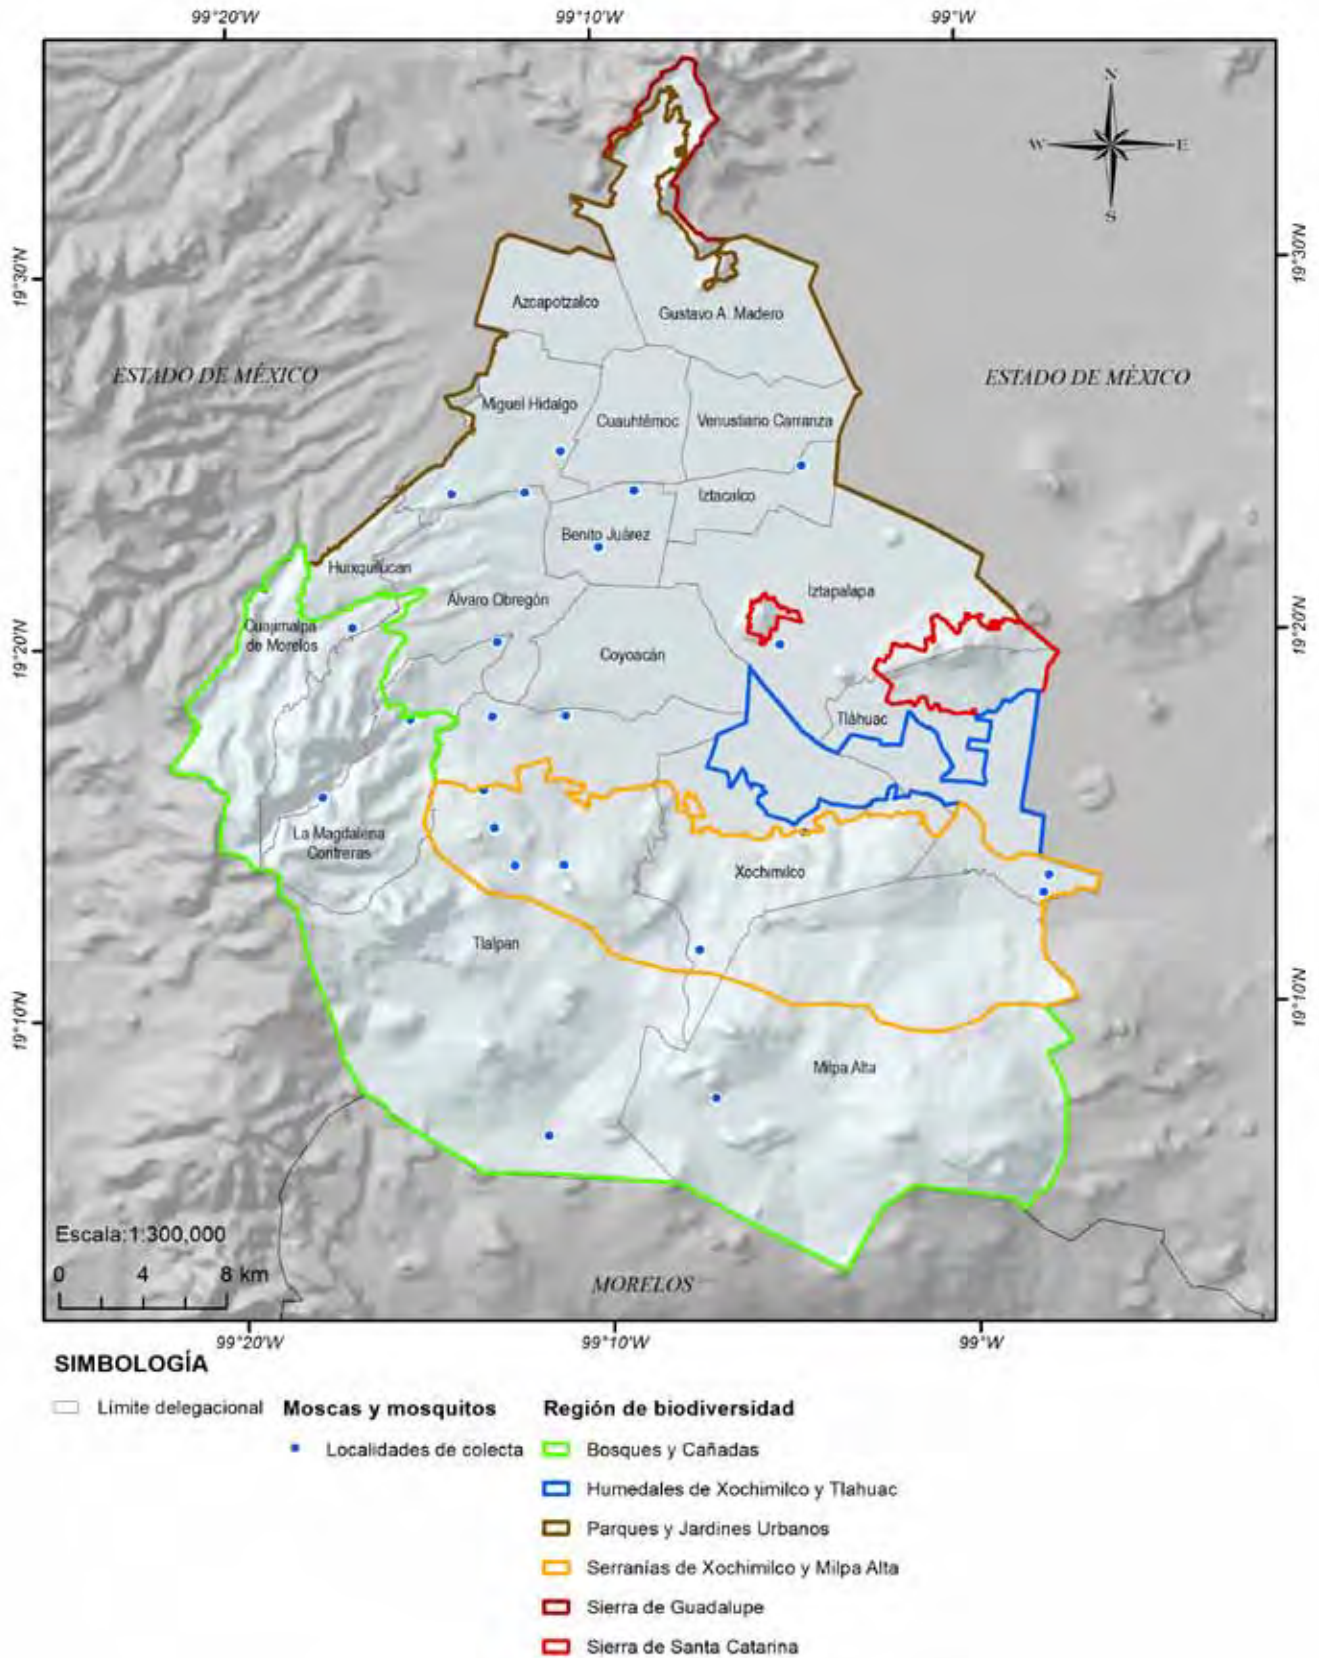 99°20'W 99°10'W 99°W
N
W E
S
19°30'N 19°30'N
Azcapotzalco
Gustavo A. Madero
ESTADO DE MÉXICO ESTADO DE MÉXICO
Miguel Hidalgo
Cuauhtémoc Venustiano Carranza
Iztacalco
Benito Juárez
Huixquilucan
Iztapalapa
Álvaro Obregón
19°20'N 19°20'N
Cuajimalpa
de Morelos
Coyoacán
Tláhuac
La Magdalena
Contreras
Xochimilco
Tlalpan
19°10'N 19°10'N
Milpa Alta
Escala:1:300,000
0 4 8 km
MORELOS
99°20'W 99°10'W 99°W
SIMBOLOGÍA
Límite delegacional
Moscas y mosquitos
Localidades de colecta
Región de biodiversidad
Bosques y Cañadas
Humedales de Xochimilco y Tlahuac
Parques y Jardines Urbanos
Serranías de Xochimilco y Milpa Alta
Sierra de Guadalupe
Sierra de Santa Catarina